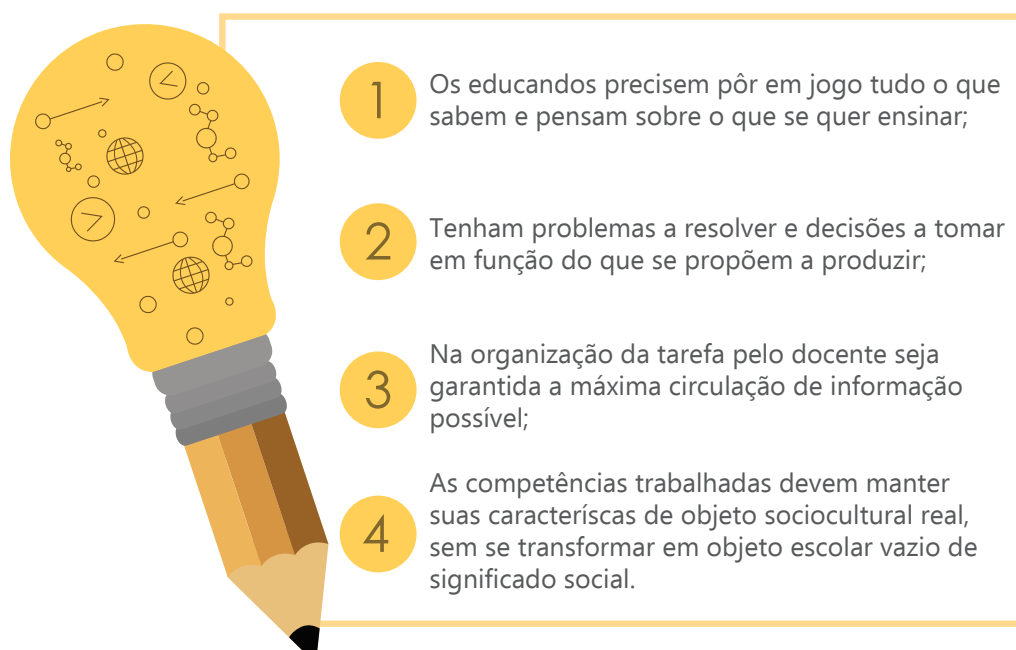 1
Os educandos precisem pôr em jogo tudo o que
sabem e pensam sobre o que se quer ensinar;
2
Tenham problemas a resolver e decisões a tomar
em função do que se propõem a produzir;
3
Na organização da tarefa pelo docente seja
garantida a máxima circulação de informação
possível;
4
As competências trabalhadas devem manter
suas caracteríscas de objeto sociocultural real,
sem se transformar em objeto escolar vazio de
significado social.